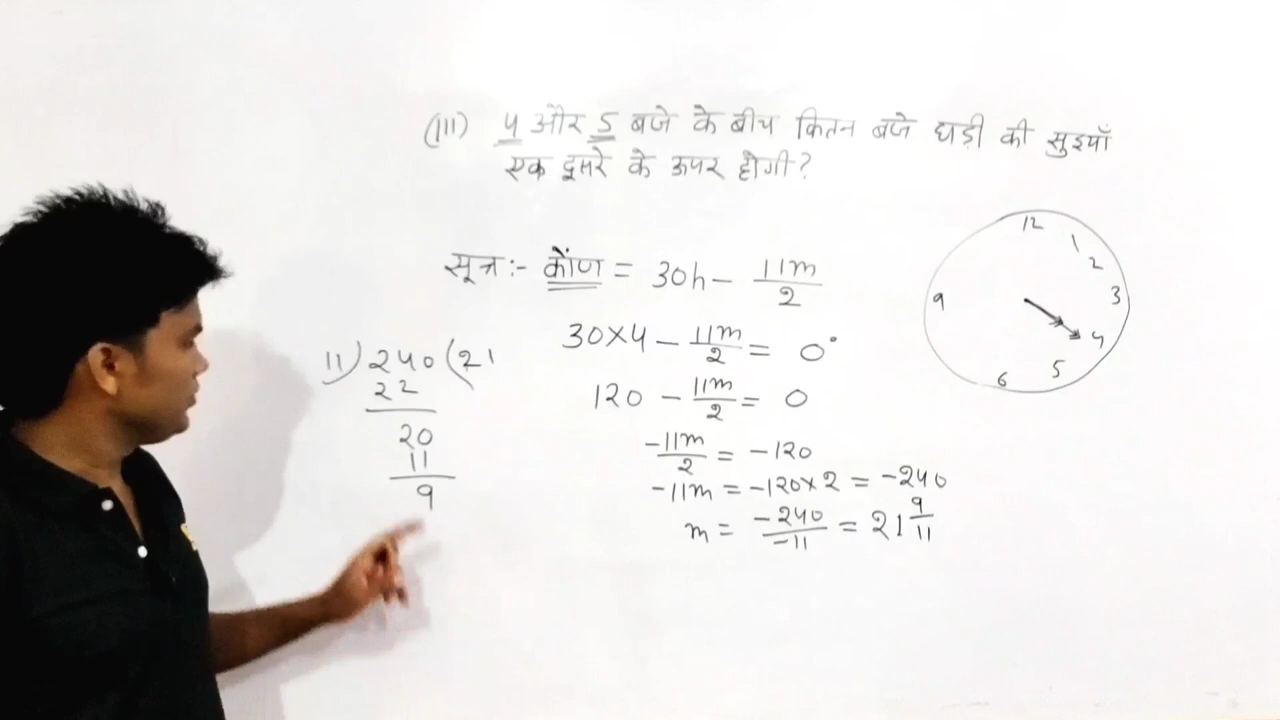 (III) 4 और 5 बजे के बीच कितन बजे घड़ी की सुइयाँ
एक दूसरे के ऊपर होगी?
सूत्र:- कोंण = 30h - 11m/2
30×4 - 11m/2 = 0°
120 - 11m/2 = 0
-11m/2 = -120
-11m = -120×2 = -240
m = -240/-11 = 21 9/11
11) 240 (21
22
20
11
9
12
1
2
3
4
5
6
9